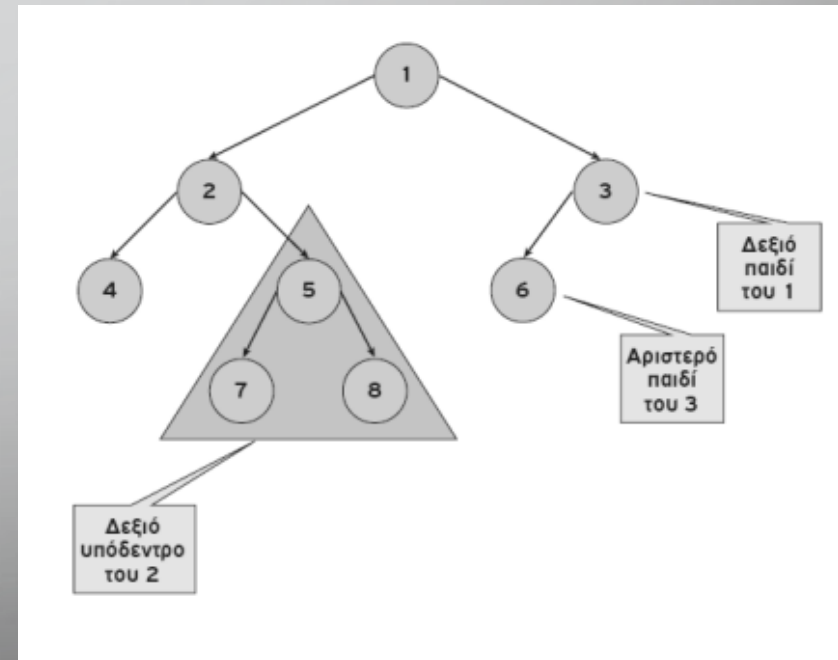 1
2
3
4
5
6
7
8
Δεξιό
παιδί
του 1
Αριστερό
παιδί
του 3
Δεξιό
υπόδεντρο
του 2